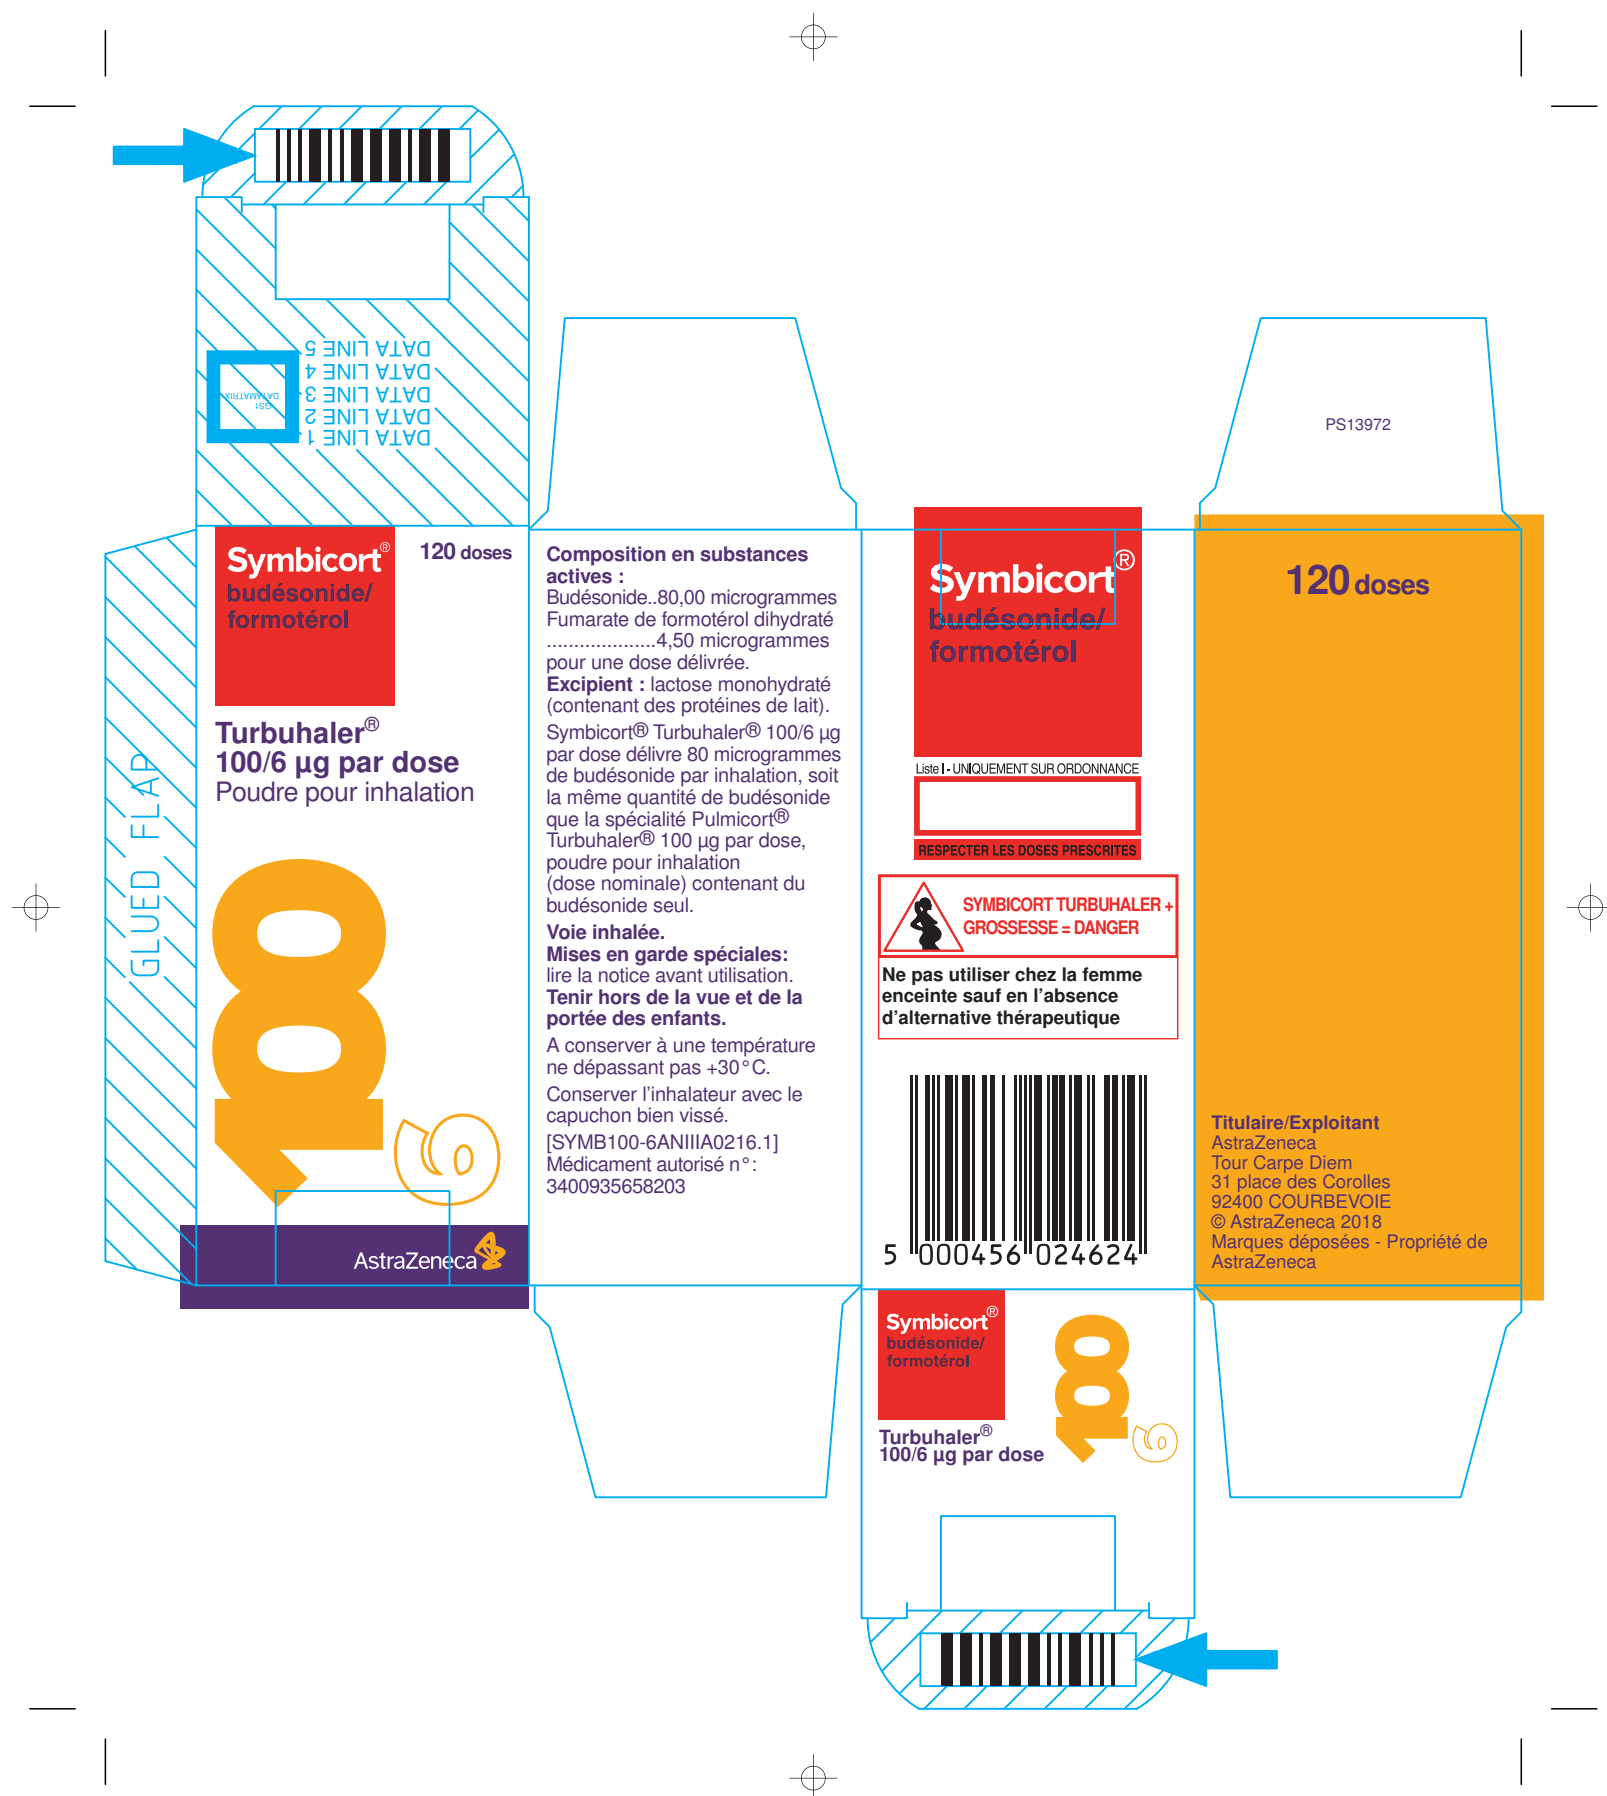 DATA LINE 5
DATA LINE 4
DATA LINE 3
DATA LINE 2
DATA LINE 1
GS1
DATAMATRIX
GLUED FLAP
Symbicort®
budésonide/
formotérol
120 doses
Turbuhaler®
100/6 µg par dose
Poudre pour inhalation
100
6
AstraZeneca
Composition en substances
actives :
Budésonide..80,00 microgrammes
Fumarate de formotérol dihydraté
....................4,50 microgrammes
pour une dose délivrée.
Excipient : lactose monohydraté
(contenant des protéines de lait).
Symbicort® Turbuhaler® 100/6 µg
par dose délivre 80 microgrammes
de budésonide par inhalation, soit
la même quantité de budésonide
que la spécialité Pulmicort®
Turbuhaler® 100 µg par dose,
poudre pour inhalation
(dose nominale) contenant du
budésonide seul.
Voie inhalée.
Mises en garde spéciales:
lire la notice avant utilisation.
Tenir hors de la vue et de la
portée des enfants.
A conserver à une température
ne dépassant pas +30°C.
Conserver l’inhalateur avec le
capuchon bien vissé.
[SYMB100-6ANIIIA0216.1]
Médicament autorisé n°:
3400935658203
Symbicort®
budésonide/
formotérol
Liste I - UNIQUEMENT SUR ORDONNANCE
RESPECTER LES DOSES PRESCRITES
SYMBICORT TURBUHALER +
GROSSESSE = DANGER
Ne pas utiliser chez la femme
enceinte sauf en l’absence
d’alternative thérapeutique
5 000456 024624
Symbicort®
budésonide/
formotérol
Turbuhaler®
100/6 µg par dose
100
6
PS13972
120 doses
Titulaire/Exploitant
AstraZeneca
Tour Carpe Diem
31 place des Corolles
92400 COURBEVOIE
© AstraZeneca 2018
Marques déposées - Propriété de
AstraZeneca